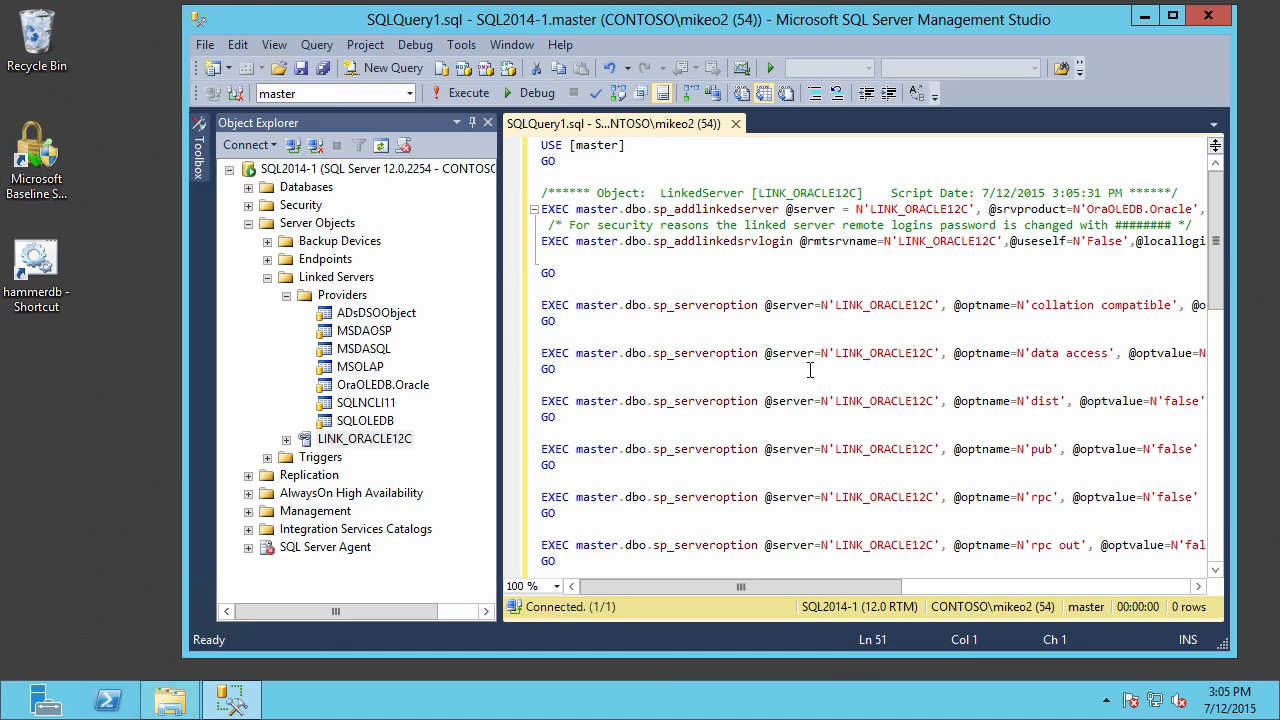 Recycle Bin
Microsoft
Baseline S...
hammerdb -
Shortcut
SQLQuery1.sql - SQL2014-1.master (CONTOSO\mikeo2 (54)) - Microsoft SQL Server Management Studio
File Edit View Query Project Debug Tools Window Help
New Query
master Execute Debug
Toolbox
Object Explorer
Connect
SQL2014-1 (SQL Server 12.0.2254 - CONTOSO
Databases
Security
Server Objects
Backup Devices
Endpoints
Linked Servers
Providers
ADsDSOObject
MSDAOSP
MSDASQL
MSOLAP
OraOLEDB.Oracle
SQLNCLI11
SQLOLEDB
LINK_ORACLE12C
Triggers
Replication
AlwaysOn High Availability
Management
Integration Services Catalogs
SQL Server Agent
SQLQuery1.sql - S...NTOSO\mikeo2 (54))
USE [master]
GO
/****** Object:  LinkedServer [LINK_ORACLE12C]    Script Date: 7/12/2015 3:05:31 PM ******/
EXEC master.dbo.sp_addlinkedserver @server = N'LINK_ORACLE12C', @srvproduct=N'OraOLEDB.Oracle',
/* For security reasons the linked server remote logins password is changed with ######## */
EXEC master.dbo.sp_addlinkedsrvlogin @rmtsrvname=N'LINK_ORACLE12C',@useself=N'False',@locallogi
GO
EXEC master.dbo.sp_serveroption @server=N'LINK_ORACLE12C', @optname=N'collation compatible', @o
GO
EXEC master.dbo.sp_serveroption @server=N'LINK_ORACLE12C', @optname=N'data access', @optvalue=N
GO
EXEC master.dbo.sp_serveroption @server=N'LINK_ORACLE12C', @optname=N'dist', @optvalue=N'false'
GO
EXEC master.dbo.sp_serveroption @server=N'LINK_ORACLE12C', @optname=N'pub', @optvalue=N'false'
GO
EXEC master.dbo.sp_serveroption @server=N'LINK_ORACLE12C', @optname=N'rpc', @optvalue=N'false'
GO
EXEC master.dbo.sp_serveroption @server=N'LINK_ORACLE12C', @optname=N'rpc out', @optvalue=N'fal
GO
100 %
Connected. (1/1) SQL2014-1 (12.0 RTM) CONTOSO\mikeo2 (54) master 00:00:00 0 rows
Ready Ln 51 Col 1 Ch 1 INS
3:05 PM
7/12/2015